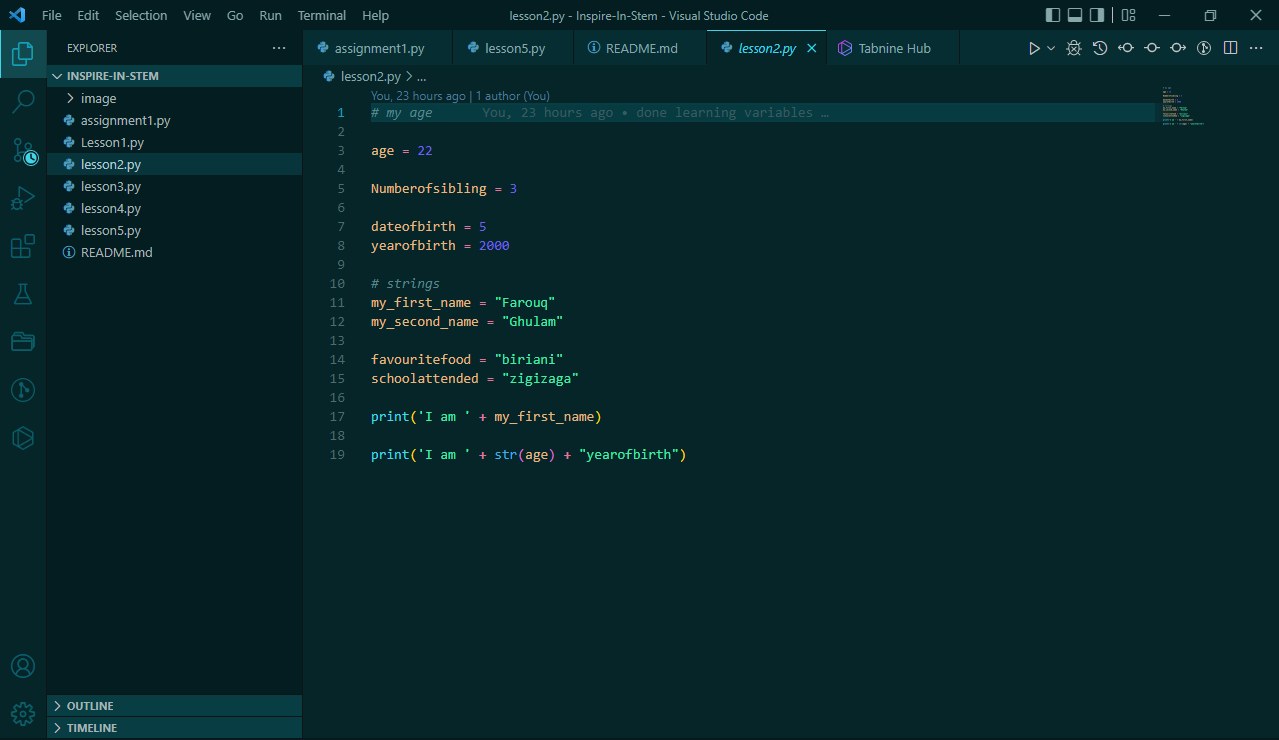 File Edit Selection View Go Run Terminal Help lesson2.py - Inspire-In-Stem - Visual Studio Code
EXPLORER
INSPIRE-IN-STEM
image
assignment1.py
Lesson1.py
lesson2.py
lesson3.py
lesson4.py
lesson5.py
README.md
OUTLINE
TIMELINE
assignment1.py lesson5.py README.md lesson2.py Tabnine Hub
lesson2.py > ...
You, 23 hours ago | 1 author (You)
1 # my age You, 23 hours ago • done learning variables …
2
3 age = 22
4
5 Numberofsibling = 3
6
7 dateofbirth = 5
8 yearofbirth = 2000
9
10 # strings
11 my_first_name = "Farouq"
12 my_second_name = "Ghulam"
13
14 favouritefood = "biriani"
15 schoolattended = "zigizaga"
16
17 print('I am ' + my_first_name)
18
19 print('I am ' + str(age) + "yearofbirth")